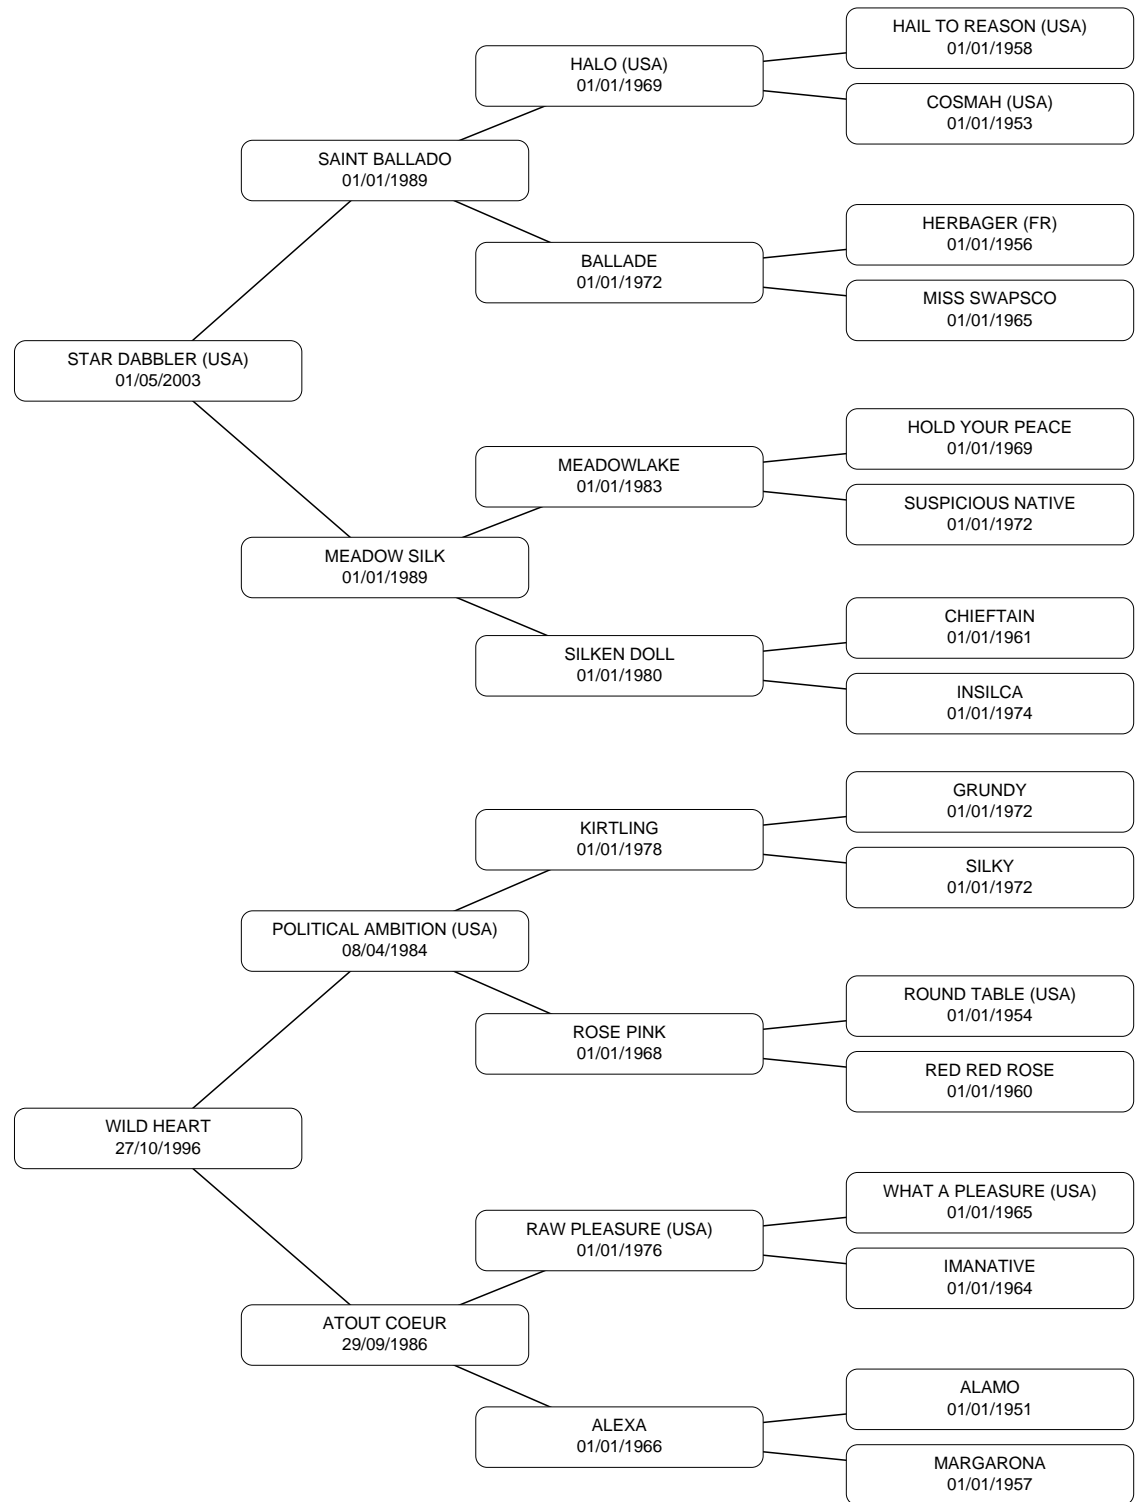 HAIL TO REASON (USA)
01/01/1958
HALO (USA)
01/01/1969
COSMAH (USA)
01/01/1953
SAINT BALLADO
01/01/1989
HERBAGER (FR)
01/01/1956
BALLADE
01/01/1972
MISS SWAPSCO
01/01/1965
STAR DABBLER (USA)
01/05/2003
HOLD YOUR PEACE
01/01/1969
MEADOWLAKE
01/01/1983
SUSPICIOUS NATIVE
01/01/1972
MEADOW SILK
01/01/1989
CHIEFTAIN
01/01/1961
SILKEN DOLL
01/01/1980
INSILCA
01/01/1974
GRUNDY
01/01/1972
KIRTLING
01/01/1978
SILKY
01/01/1972
POLITICAL AMBITION (USA)
08/04/1984
ROUND TABLE (USA)
01/01/1954
ROSE PINK
01/01/1968
RED RED ROSE
01/01/1960
WILD HEART
27/10/1996
WHAT A PLEASURE (USA)
01/01/1965
RAW PLEASURE (USA)
01/01/1976
IMANATIVE
01/01/1964
ATOUT COEUR
29/09/1986
ALAMO
01/01/1951
ALEXA
01/01/1966
MARGARONA
01/01/1957